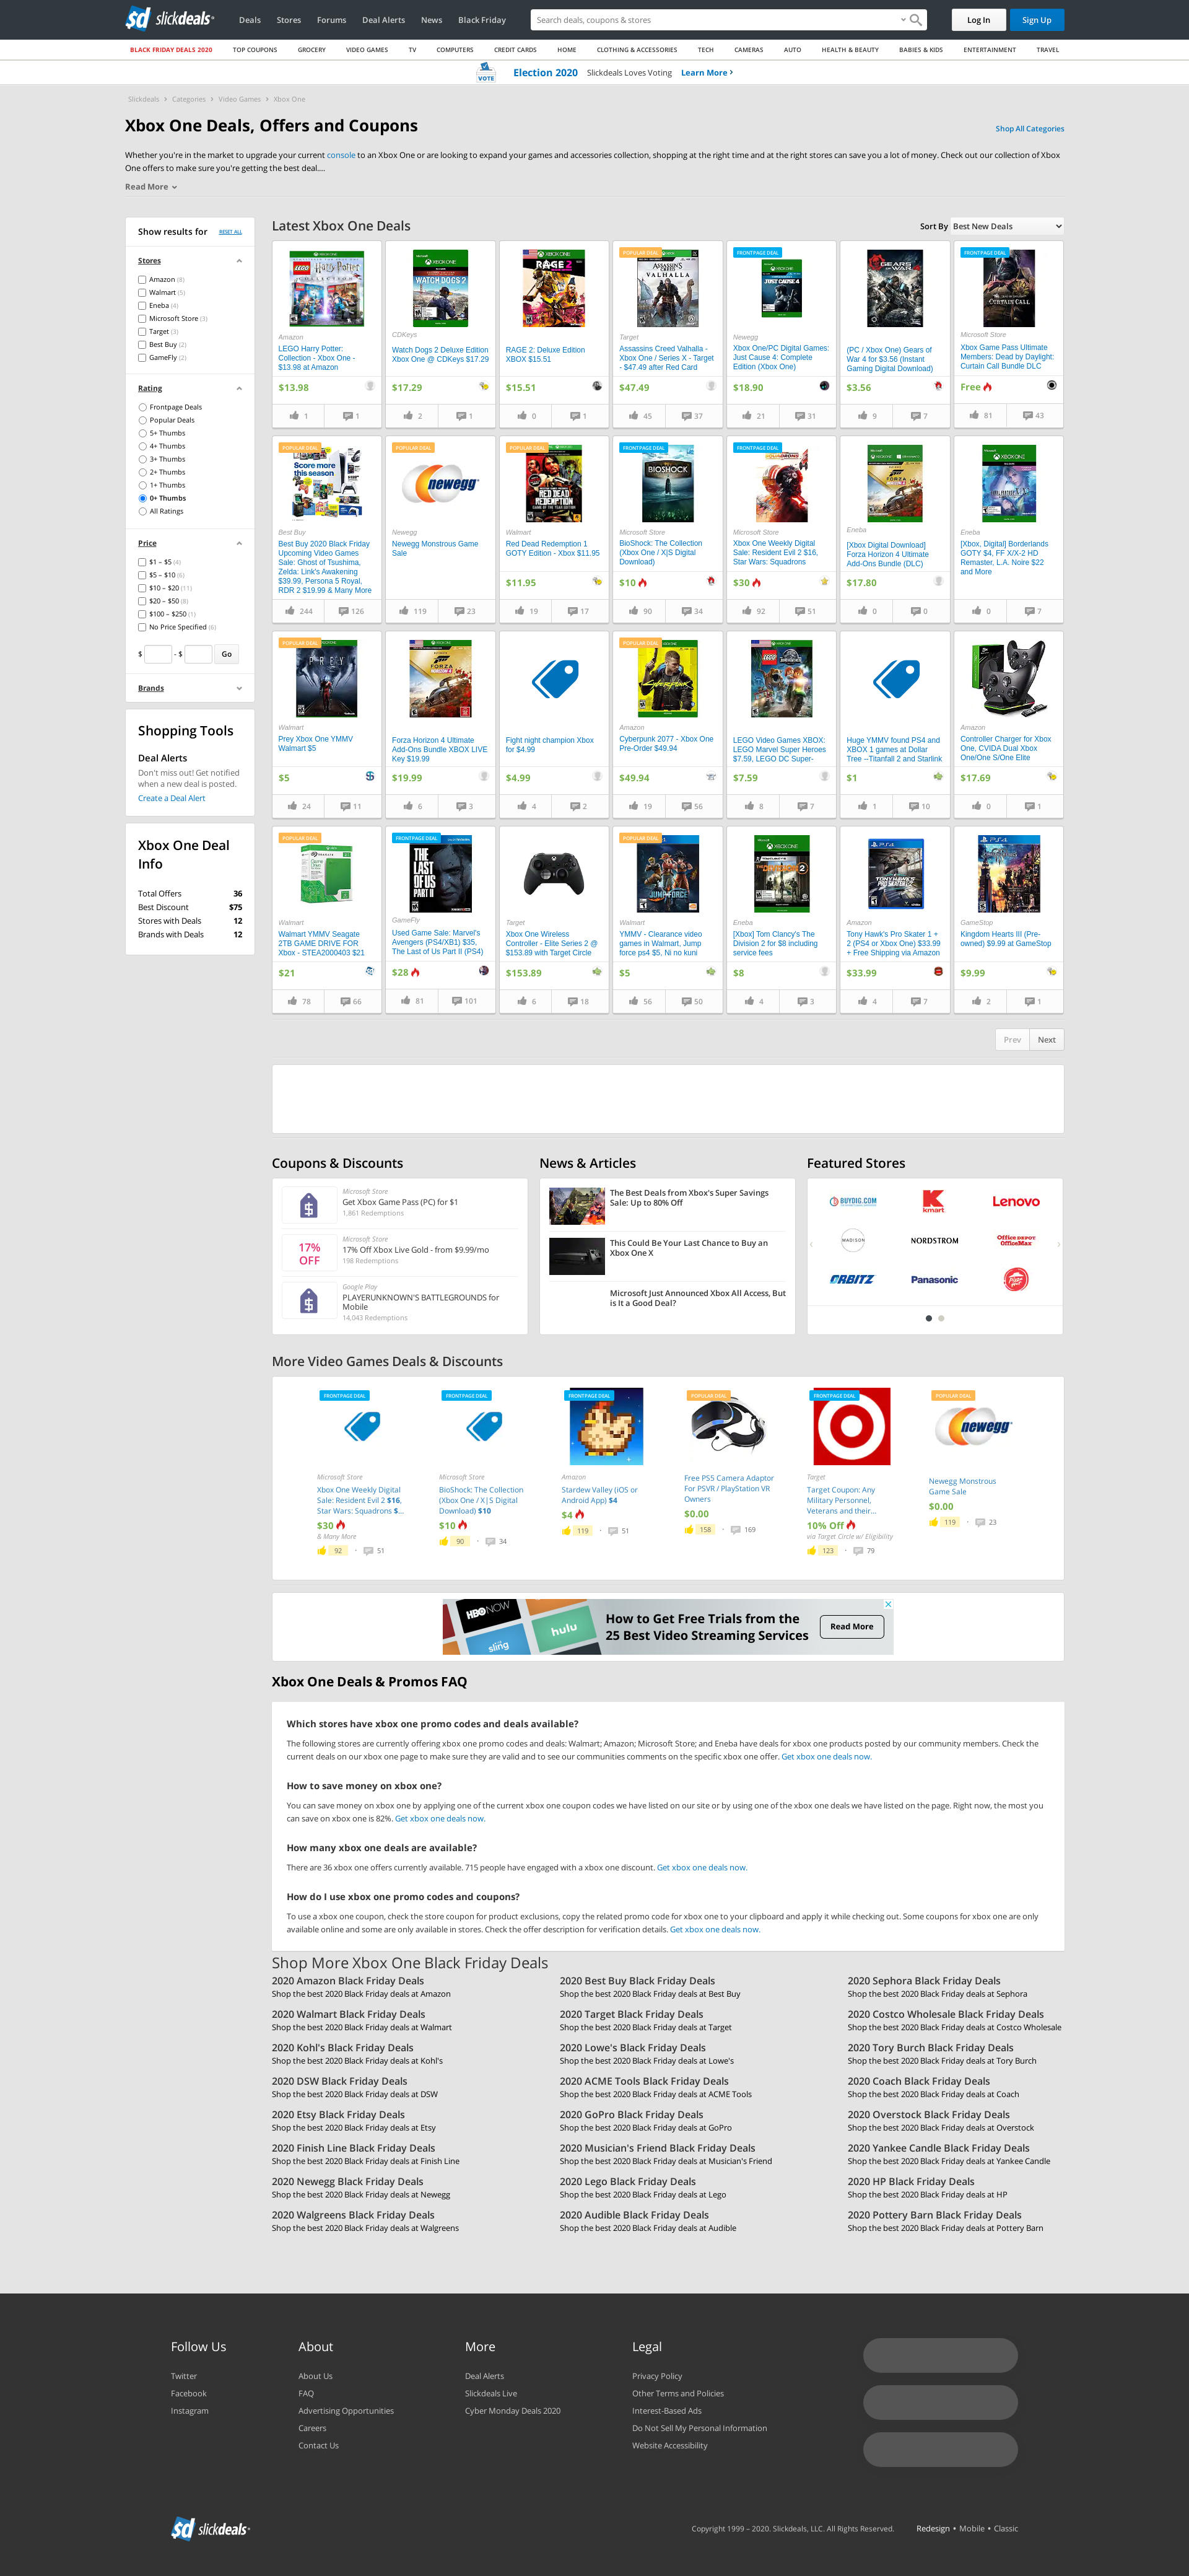 slickdeals
Deals
Stores
Forums
Deal Alerts
News
Black Friday
Search deals, coupons & stores
Log In
Sign Up
BLACK FRIDAY DEALS 2020
TOP COUPONS
GROCERY
VIDEO GAMES
TV
COMPUTERS
CREDIT CARDS
HOME
CLOTHING & ACCESSORIES
TECH
CAMERAS
AUTO
HEALTH & BEAUTY
BABIES & KIDS
ENTERTAINMENT
TRAVEL
VOTE
Election 2020 Slickdeals Loves Voting Learn More >
Slickdeals > Categories > Video Games > Xbox One
Xbox One Deals, Offers and Coupons
Shop All Categories
Whether you're in the market to upgrade your current console to an Xbox One or are looking to expand your games and accessories collection, shopping at the right time and at the right stores can save you a lot of money. Check out our collection of Xbox
One offers to make sure you're getting the best deal....
Read More
Show results for RESET ALL
Stores
Amazon (8)
Walmart (5)
Eneba (4)
Microsoft Store (3)
Target (3)
Best Buy (2)
GameFly (2)
Rating
Frontpage Deals
Popular Deals
5+ Thumbs
4+ Thumbs
3+ Thumbs
2+ Thumbs
1+ Thumbs
0+ Thumbs
All Ratings
Price
$1 – $5 (4)
$5 – $10 (6)
$10 – $20 (11)
$20 – $50 (8)
$100 – $250 (1)
No Price Specified (6)
$ - $ Go
Brands
Shopping Tools
Deal Alerts
Don't miss out! Get notified
when a new deal is posted.
Create a Deal Alert
Xbox One Deal
Info
Total Offers 36
Best Discount $75
Stores with Deals 12
Brands with Deals 12
Latest Xbox One Deals
Sort By Best New Deals
Amazon
LEGO Harry Potter:
Collection - Xbox One -
$13.98 at Amazon
$13.98
1 1
CDKeys
Watch Dogs 2 Deluxe Edition
Xbox One @ CDKeys $17.29
$17.29
2 1
RAGE 2: Deluxe Edition
XBOX $15.51
$15.51
0 1
POPULAR DEAL
Target
Assassins Creed Valhalla -
Xbox One / Series X - Target
- $47.49 after Red Card
$47.49
45 37
FRONTPAGE DEAL
Newegg
Xbox One/PC Digital Games:
Just Cause 4: Complete
Edition (Xbox One)
$18.90
21 31
(PC / Xbox One) Gears of
War 4 for $3.56 (Instant
Gaming Digital Download)
$3.56
9 7
FRONTPAGE DEAL
Microsoft Store
Xbox Game Pass Ultimate
Members: Dead by Daylight:
Curtain Call Bundle DLC
Free
81 43
POPULAR DEAL
Score more
this season
Best Buy
Best Buy 2020 Black Friday
Upcoming Video Games
Sale: Ghost of Tsushima,
Zelda: Link's Awakening
$39.99, Persona 5 Royal,
RDR 2 $19.99 & Many More
244 126
POPULAR DEAL
newegg
Newegg
Newegg Monstrous Game
Sale
119 23
POPULAR DEAL
Walmart
Red Dead Redemption 1
GOTY Edition - Xbox $11.95
$11.95
19 17
FRONTPAGE DEAL
BIOSHOCK
Microsoft Store
BioShock: The Collection
(Xbox One / X|S Digital
Download)
$10
90 34
FRONTPAGE DEAL
Microsoft Store
Xbox One Weekly Digital
Sale: Resident Evil 2 $16,
Star Wars: Squadrons
$30
92 51
Eneba
[Xbox Digital Download]
Forza Horizon 4 Ultimate
Add-Ons Bundle (DLC)
$17.80
0 0
Eneba
[Xbox, Digital] Borderlands
GOTY $4, FF X/X-2 HD
Remaster, L.A. Noire $22
and More
0 7
POPULAR DEAL
PREY
Walmart
Prey Xbox One YMMV
Walmart $5
$5
24 11
Forza Horizon 4 Ultimate
Add-Ons Bundle XBOX LIVE
Key $19.99
$19.99
6 3
Fight night champion Xbox
for $4.99
$4.99
4 2
POPULAR DEAL
Amazon
Cyberpunk 2077 - Xbox One
Pre-Order $49.94
$49.94
19 56
LEGO Video Games XBOX:
LEGO Marvel Super Heroes
$7.59, LEGO DC Super-
$7.59
8 7
Huge YMMV found PS4 and
XBOX 1 games at Dollar
Tree --Titanfall 2 and Starlink
$1
1 10
Amazon
Controller Charger for Xbox
One, CVIDA Dual Xbox
One/One S/One Elite
$17.69
0 1
POPULAR DEAL
Walmart
Walmart YMMV Seagate
2TB GAME DRIVE FOR
Xbox - STEA2000403 $21
$21
78 66
FRONTPAGE DEAL
THE LAST OF US PART II
GameFly
Used Game Sale: Marvel's
Avengers (PS4/XB1) $35,
The Last of Us Part II (PS4)
$28
81 101
Target
Xbox One Wireless
Controller - Elite Series 2 @
$153.89 with Target Circle
$153.89
6 18
POPULAR DEAL
JUMP FORCE
Walmart
YMMV - Clearance video
games in Walmart, Jump
force ps4 $5, Ni no kuni
$5
56 50
Eneba
[Xbox] Tom Clancy's The
Division 2 for $8 including
service fees
$8
4 3
Amazon
Tony Hawk's Pro Skater 1 +
2 (PS4 or Xbox One) $33.99
+ Free Shipping via Amazon
$33.99
4 7
GameStop
Kingdom Hearts III (Pre-
owned) $9.99 at GameStop
$9.99
2 1
Prev Next
Coupons & Discounts
Microsoft Store
Get Xbox Game Pass (PC) for $1
1,861 Redemptions
17%
OFF
Microsoft Store
17% Off Xbox Live Gold - from $9.99/mo
198 Redemptions
Google Play
PLAYERUNKNOWN'S BATTLEGROUNDS for
Mobile
14,043 Redemptions
News & Articles
The Best Deals from Xbox's Super Savings
Sale: Up to 80% Off
This Could Be Your Last Chance to Buy an
Xbox One X
Microsoft Just Announced Xbox All Access, But
is It a Good Deal?
Featured Stores
BUYDIG.COM
kmart
Lenovo
MADISON
NORDSTROM
Office DEPOT
OfficeMax
ORBITZ
Panasonic
Pizza Hut
More Video Games Deals & Discounts
FRONTPAGE DEAL
Microsoft Store
Xbox One Weekly Digital
Sale: Resident Evil 2 $16,
Star Wars: Squadrons $...
$30
& Many More
92 51
FRONTPAGE DEAL
Microsoft Store
BioShock: The Collection
(Xbox One / X|S Digital
Download) $10
$10
90 34
FRONTPAGE DEAL
Amazon
Stardew Valley (iOS or
Android App) $4
$4
119 51
POPULAR DEAL
Free PS5 Camera Adaptor
For PSVR / PlayStation VR
Owners
$0.00
158 169
FRONTPAGE DEAL
Target
Target Coupon: Any
Military Personnel,
Veterans and their...
10% Off
via Target Circle w/ Eligibility
123 79
POPULAR DEAL
newegg
Newegg Monstrous
Game Sale
$0.00
119 23
HBO NOW
sling
hulu
How to Get Free Trials from the
25 Best Video Streaming Services
Read More
Xbox One Deals & Promos FAQ
Which stores have xbox one promo codes and deals available?
The following stores are currently offering xbox one promo codes and deals: Walmart; Amazon; Microsoft Store; and Eneba have deals for xbox one products posted by our community members. Check the
current deals on our xbox one page to make sure they are valid and to see our communities comments on the specific xbox one offer. Get xbox one deals now.
How to save money on xbox one?
You can save money on xbox one by applying one of the current xbox one coupon codes we have listed on our site or by using one of the xbox one deals we have listed on the page. Right now, the most you
can save on xbox one is 82%. Get xbox one deals now.
How many xbox one deals are available?
There are 36 xbox one offers currently available. 715 people have engaged with a xbox one discount. Get xbox one deals now.
How do I use xbox one promo codes and coupons?
To use a xbox one coupon, check the store coupon for product exclusions, copy the related promo code for xbox one to your clipboard and apply it while checking out. Some coupons for xbox one are only
available online and some are only available in stores. Check the offer description for verification details. Get xbox one deals now.
Shop More Xbox One Black Friday Deals
2020 Amazon Black Friday Deals
Shop the best 2020 Black Friday deals at Amazon
2020 Best Buy Black Friday Deals
Shop the best 2020 Black Friday deals at Best Buy
2020 Sephora Black Friday Deals
Shop the best 2020 Black Friday deals at Sephora
2020 Walmart Black Friday Deals
Shop the best 2020 Black Friday deals at Walmart
2020 Target Black Friday Deals
Shop the best 2020 Black Friday deals at Target
2020 Costco Wholesale Black Friday Deals
Shop the best 2020 Black Friday deals at Costco Wholesale
2020 Kohl's Black Friday Deals
Shop the best 2020 Black Friday deals at Kohl's
2020 Lowe's Black Friday Deals
Shop the best 2020 Black Friday deals at Lowe's
2020 Tory Burch Black Friday Deals
Shop the best 2020 Black Friday deals at Tory Burch
2020 DSW Black Friday Deals
Shop the best 2020 Black Friday deals at DSW
2020 ACME Tools Black Friday Deals
Shop the best 2020 Black Friday deals at ACME Tools
2020 Coach Black Friday Deals
Shop the best 2020 Black Friday deals at Coach
2020 Etsy Black Friday Deals
Shop the best 2020 Black Friday deals at Etsy
2020 GoPro Black Friday Deals
Shop the best 2020 Black Friday deals at GoPro
2020 Overstock Black Friday Deals
Shop the best 2020 Black Friday deals at Overstock
2020 Finish Line Black Friday Deals
Shop the best 2020 Black Friday deals at Finish Line
2020 Musician's Friend Black Friday Deals
Shop the best 2020 Black Friday deals at Musician's Friend
2020 Yankee Candle Black Friday Deals
Shop the best 2020 Black Friday deals at Yankee Candle
2020 Newegg Black Friday Deals
Shop the best 2020 Black Friday deals at Newegg
2020 Lego Black Friday Deals
Shop the best 2020 Black Friday deals at Lego
2020 HP Black Friday Deals
Shop the best 2020 Black Friday deals at HP
2020 Walgreens Black Friday Deals
Shop the best 2020 Black Friday deals at Walgreens
2020 Audible Black Friday Deals
Shop the best 2020 Black Friday deals at Audible
2020 Pottery Barn Black Friday Deals
Shop the best 2020 Black Friday deals at Pottery Barn
Follow Us
Twitter
Facebook
Instagram
About
About Us
FAQ
Advertising Opportunities
Careers
Contact Us
More
Deal Alerts
Slickdeals Live
Cyber Monday Deals 2020
Legal
Privacy Policy
Other Terms and Policies
Interest-Based Ads
Do Not Sell My Personal Information
Website Accessibility
slickdeals
Copyright 1999 – 2020. Slickdeals, LLC. All Rights Reserved.
Redesign • Mobile • Classic